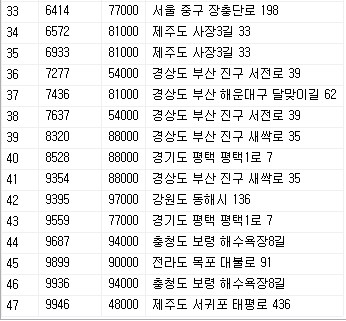 33 6414 77000 서울 중구 장충단로 198
34 6572 81000 제주도 사장3길 33
35 6933 81000 제주도 사장3길 33
36 7277 54000 경상도 부산 진구 서전로 39
37 7436 81000 경상도 부산 해운대구 달맞이길 62
38 7637 54000 경상도 부산 진구 서전로 39
39 8320 88000 경상도 부산 진구 새싹로 35
40 8528 88000 경기도 평택 평택1로 7
41 9354 88000 경상도 부산 진구 새싹로 35
42 9395 97000 강원도 동해시 136
43 9559 77000 경기도 평택 평택1로 7
44 9687 94000 충청도 보령 해수욕장8길
45 9899 90000 전라도 목포 대불로 91
46 9936 94000 충청도 보령 해수욕장8길
47 9946 48000 제주도 서귀포 태평로 436